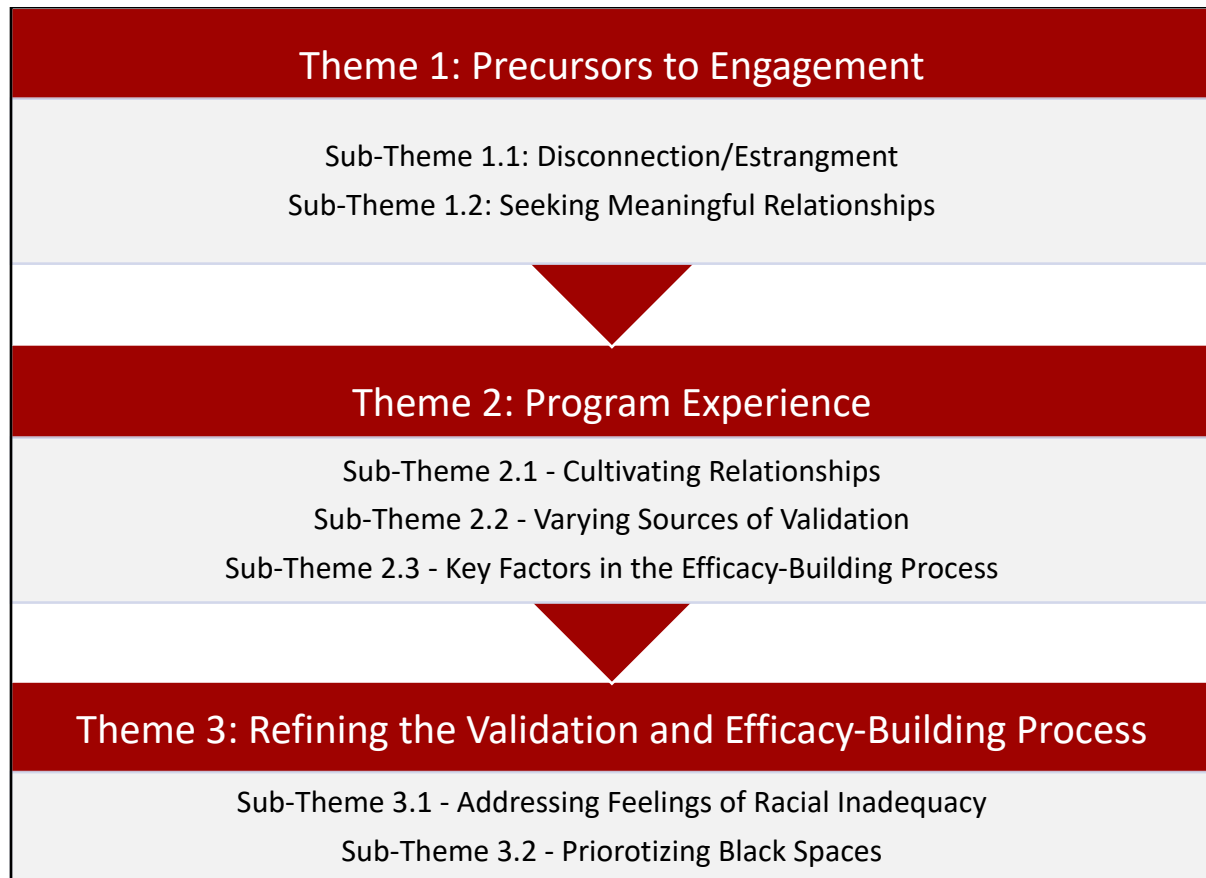 Theme 1: Precursors to Engagement
Sub-Theme 1.1: Disconnection/Estrangment
Sub-Theme 1.2: Seeking Meaningful Relationships
Theme 2: Program Experience
Sub-Theme 2.1 - Cultivating Relationships
Sub-Theme 2.2 - Varying Sources of Validation
Sub-Theme 2.3 - Key Factors in the Efficacy-Building Process
Theme 3: Refining the Validation and Efficacy-Building Process
Sub-Theme 3.1 - Addressing Feelings of Racial Inadequacy
Sub-Theme 3.2 - Priorotizing Black Spaces